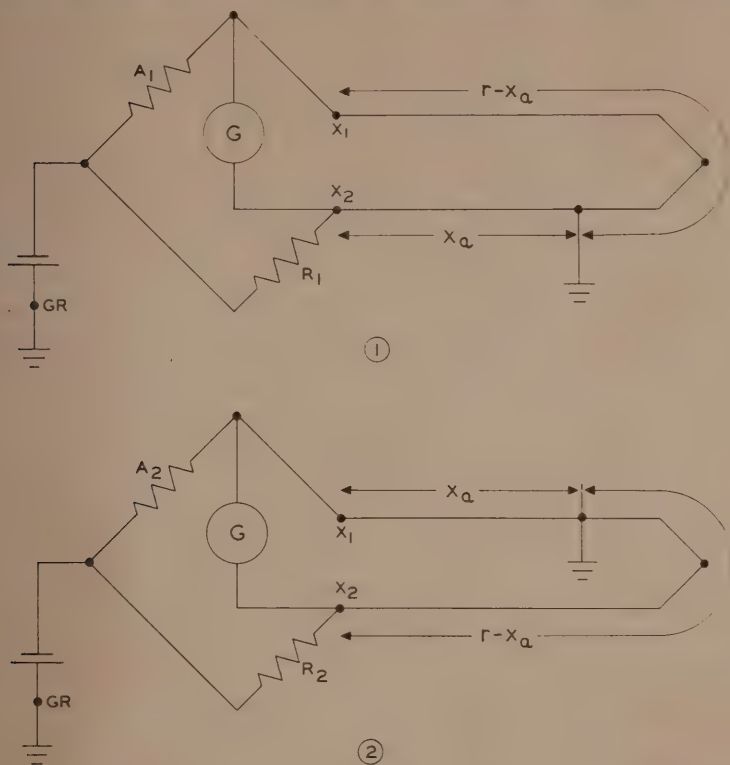 A₁
r-Xₐ
G
X₁
X₂
Xₐ
R₁
GR
①
A₂
Xₐ
G
X₁
X₂
R₂
r-Xₐ
GR
②